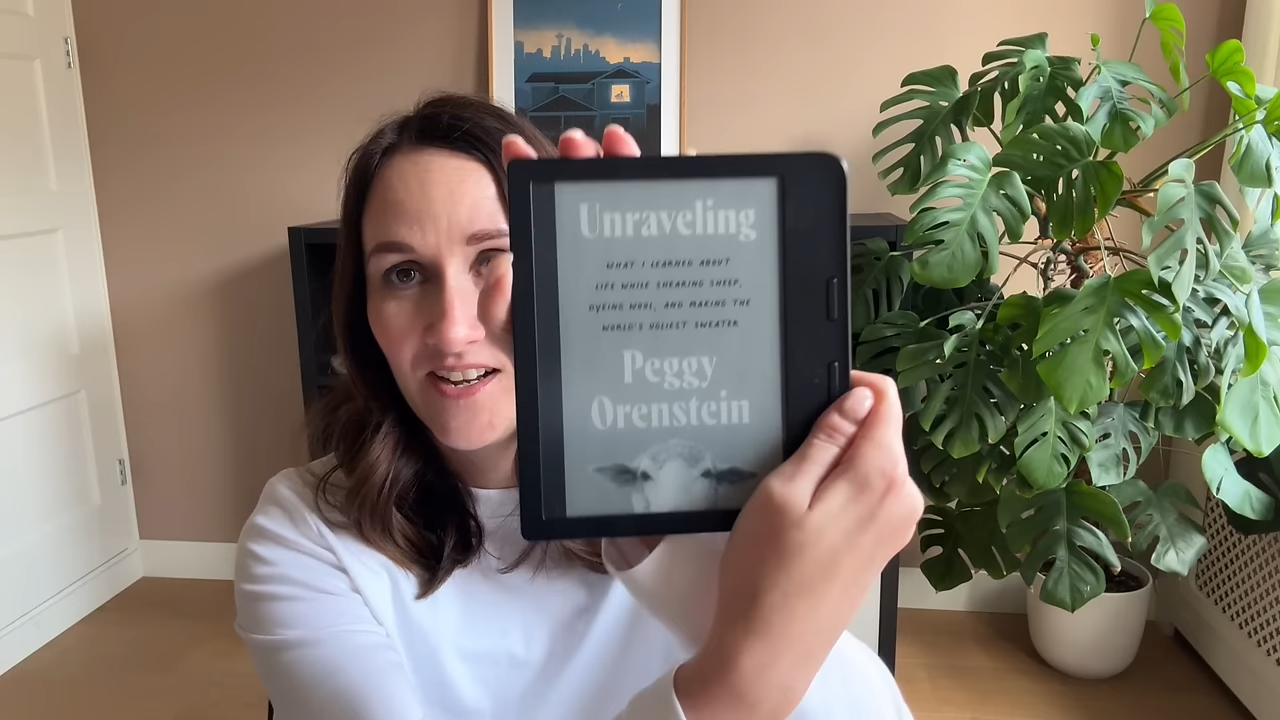 Unraveling
WHAT I LEARNED ABOUT
LIFE WHILE SHEARING SHEEP,
DYEING WOOL, AND MAKING THE
WORLD'S UGLIEST SWEATER
Peggy
Orenstein